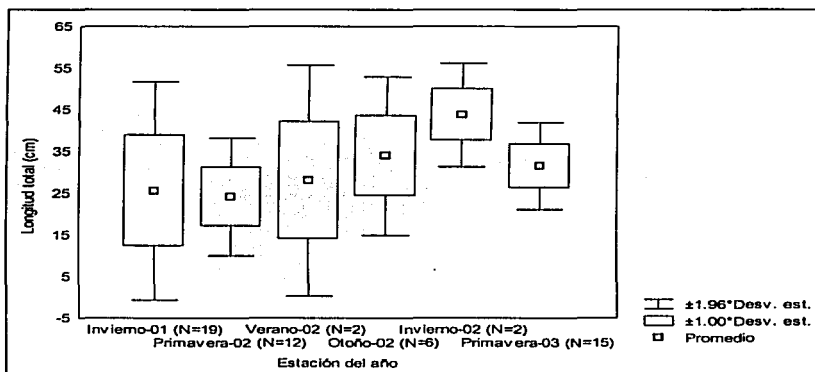 65
55
45
35
25
15
5
-5
Longitud total (cm)
Invierno-01 (N=19) Verano-02 (N=2) Invierno-02 (N=2)
Primavera-02 (N=12) Otoño-02 (N=6) Primavera-03 (N=15)
Estación del año
±1.96*Desv. est.
±1.00*Desv. est.
Promedio